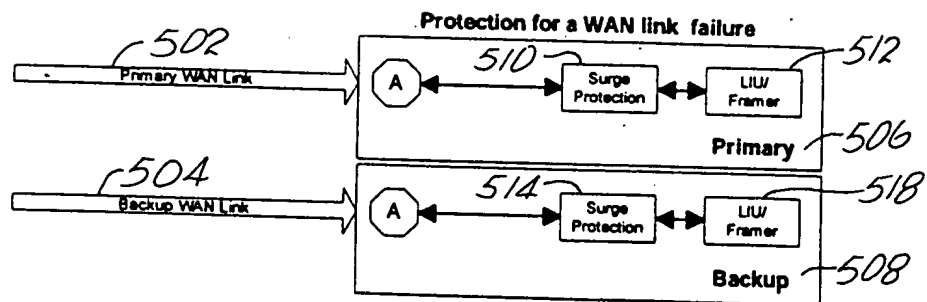 Protection for a WAN link failure
502
Primary WAN Link
A
510
Surge
Protection
512
LIU/
Framer
Primary
506
504
Backup WAN Link
A
514
Surge
Protection
518
LIU/
Framer
Backup
508